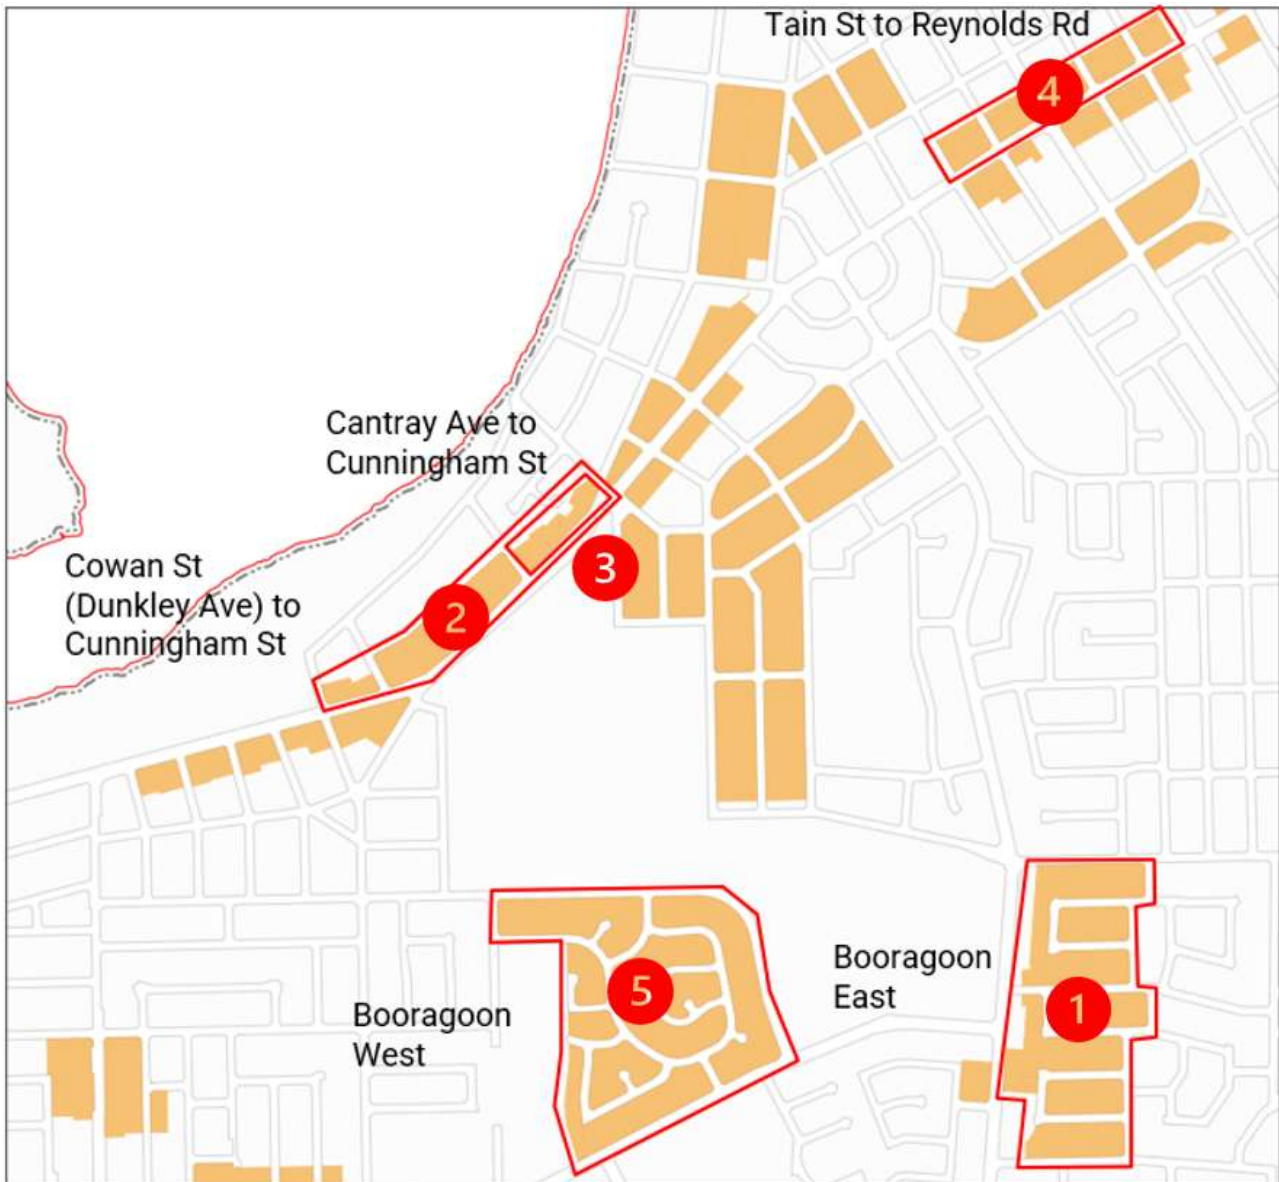 Tain St to Reynolds Rd
4
Cantray Ave to
Cunningham St
Cowan St
(Dunkley Ave) to
Cunningham St
3
2
Booragoon
East
5
1
Booragoon
West